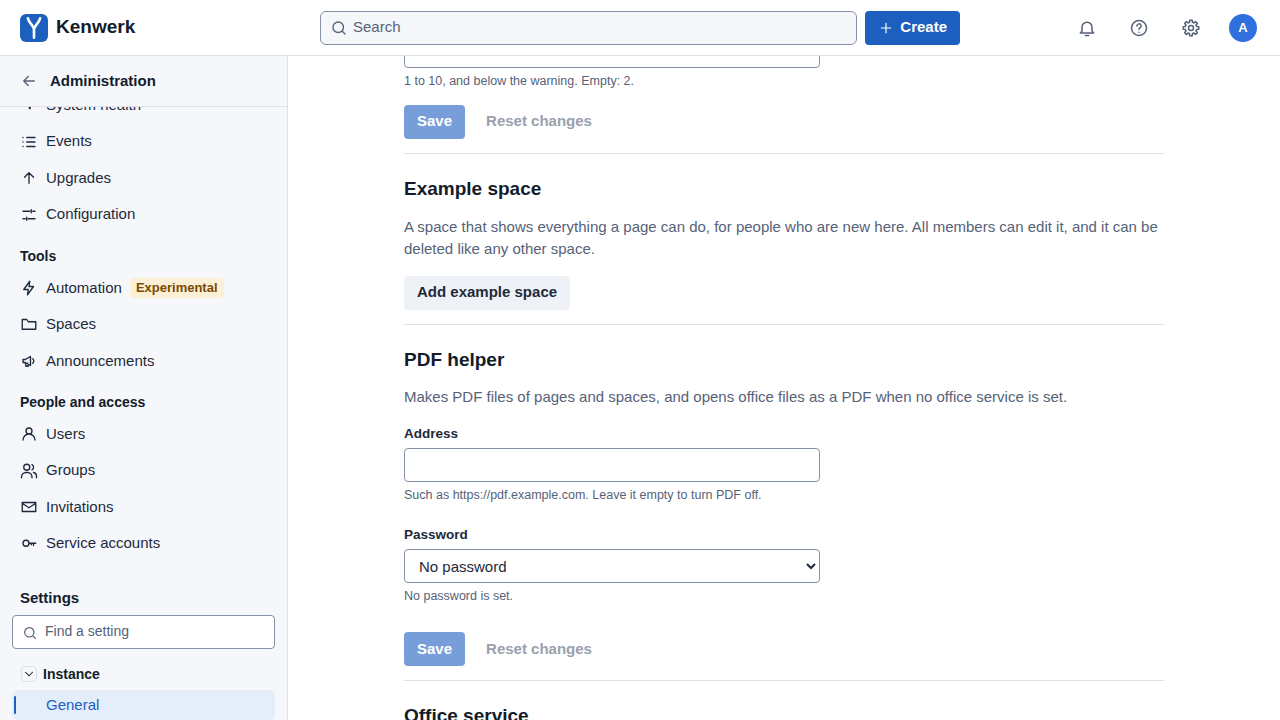 Kenwerk
Search
Create
A
Administration
System health
Events
Upgrades
Configuration
Tools
Automation Experimental
Spaces
Announcements
People and access
Users
Groups
Invitations
Service accounts
Settings
Find a setting
Instance
General
1 to 10, and below the warning. Empty: 2.
Save Reset changes
Example space
A space that shows everything a page can do, for people who are new here. All members can edit it, and it can be
deleted like any other space.
Add example space
PDF helper
Makes PDF files of pages and spaces, and opens office files as a PDF when no office service is set.
Address
Such as https://pdf.example.com. Leave it empty to turn PDF off.
Password
No password
No password is set.
Save Reset changes
Office service